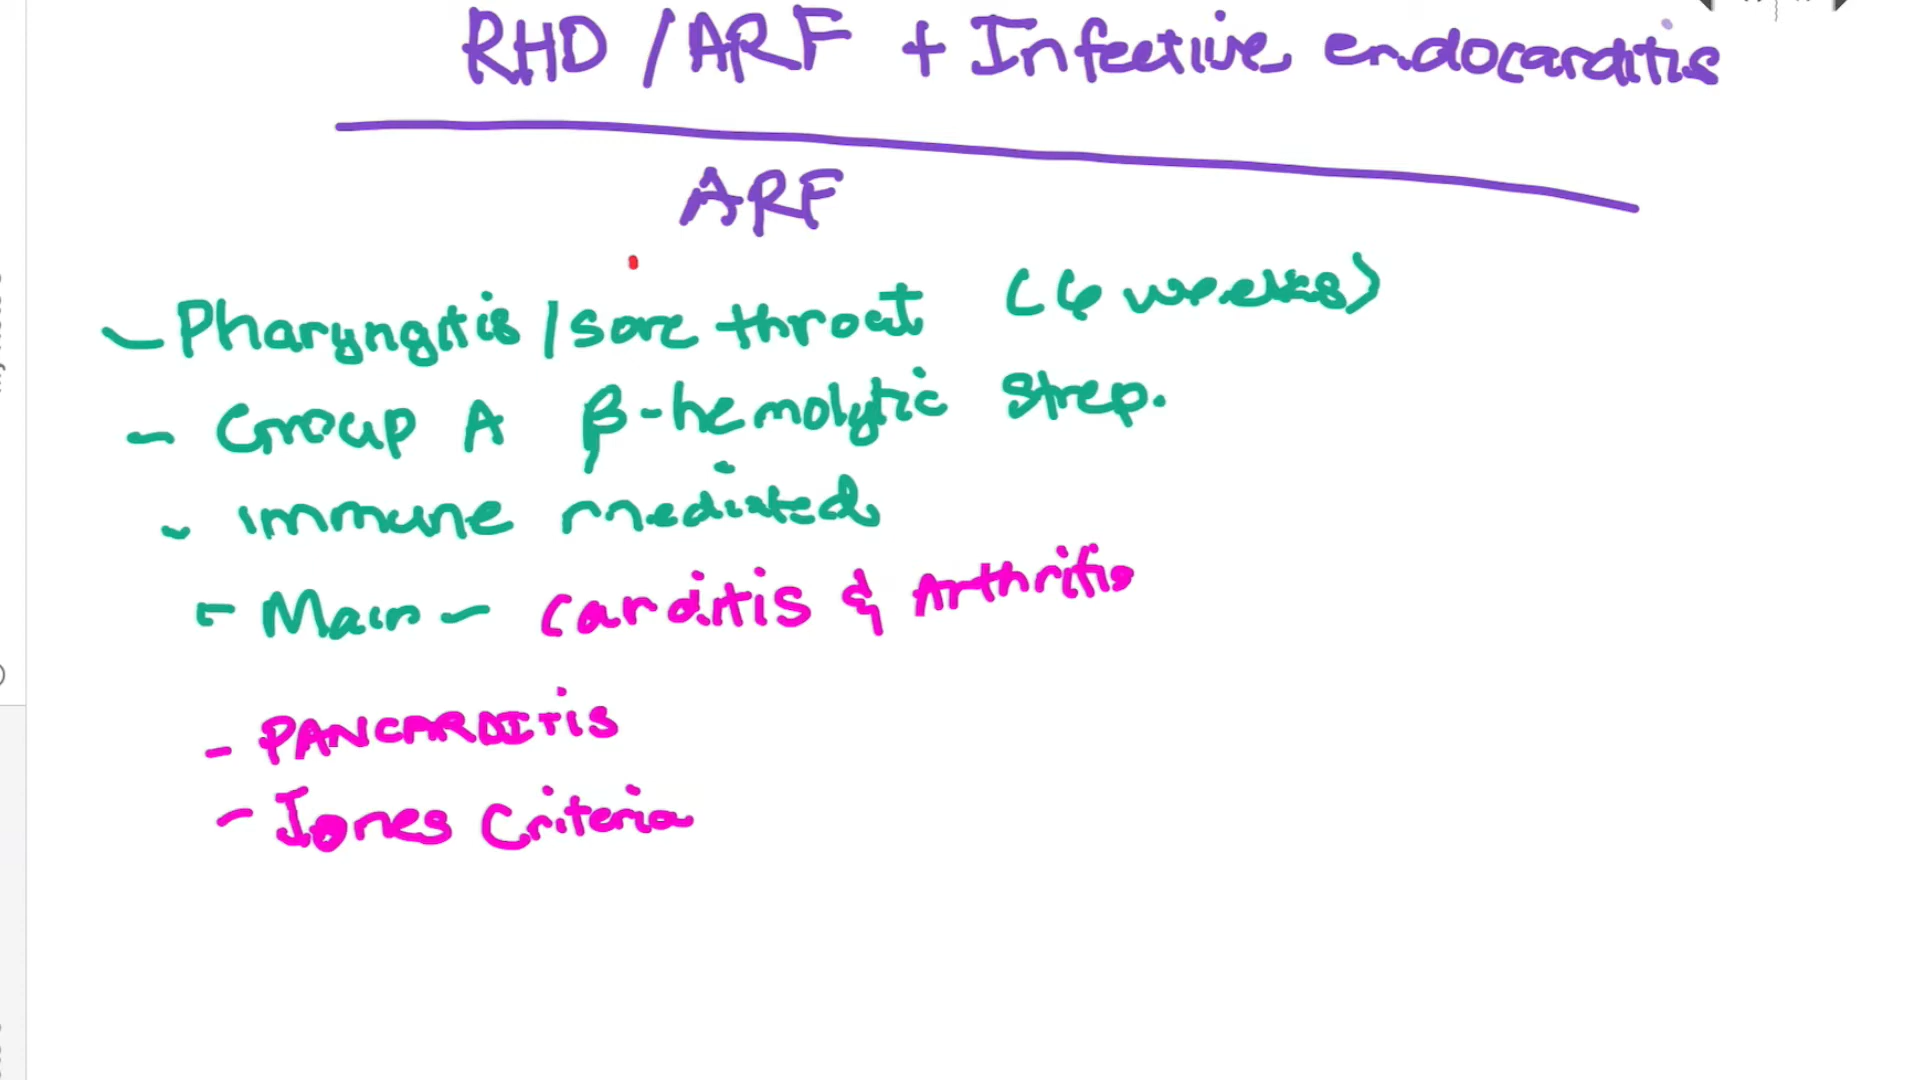 RHD / ARF + Infective endocarditis
ARF
- Pharyngitis / sore throat (6 weeks)
- Group A β-hemolytic Strep.
- immune mediated
- Main - Carditis & Arthritis
- PANCARDITIS
- Jones Criteria